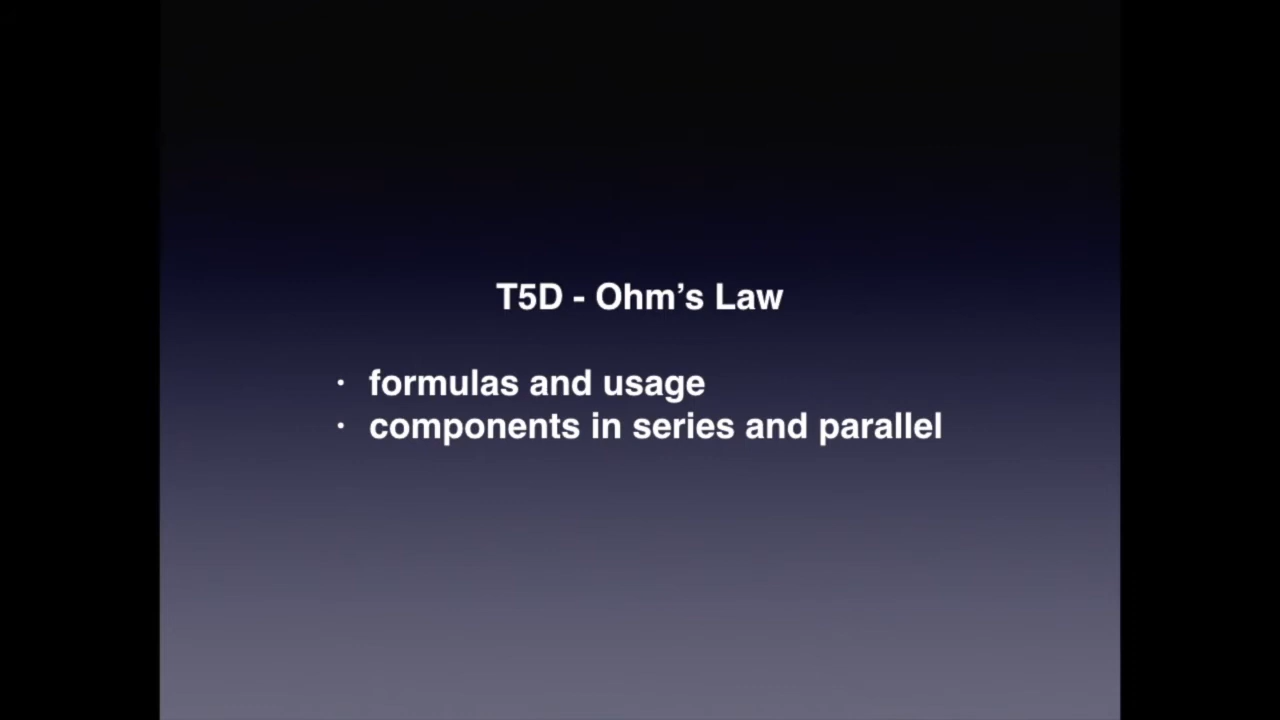 T5D - Ohm’s Law
· formulas and usage
· components in series and parallel